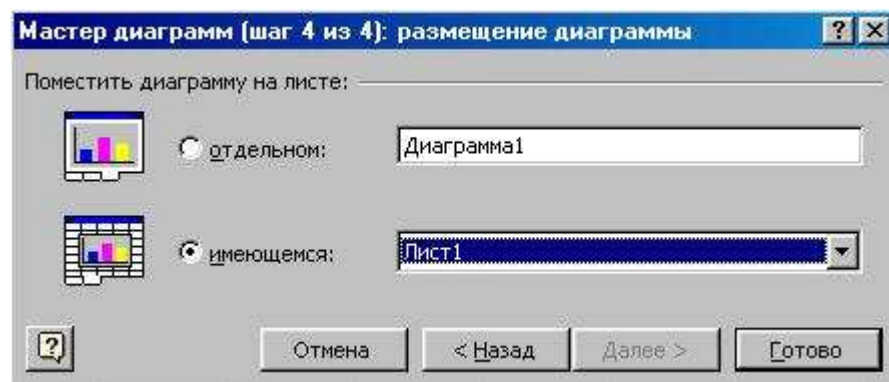 Мастер диаграмм (шаг 4 из 4): размещение диаграммы
Поместить диаграмму на листе:
отдельном: Диаграмма1
имеющемся: Лист1
Отмена < Назад Далее > Готово